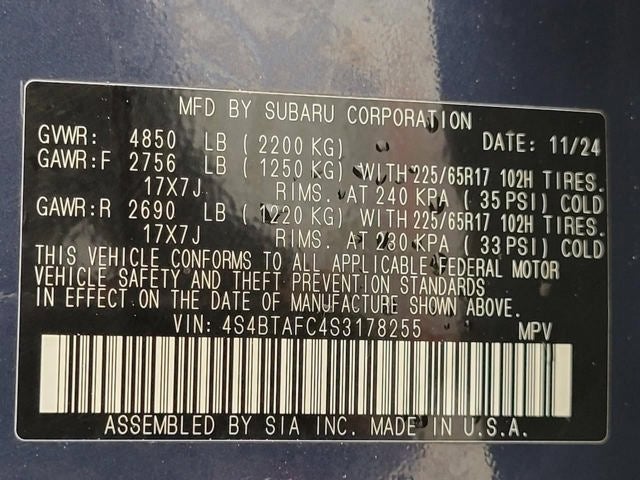 MFD BY SUBARU CORPORATION
GVWR: 4850 LB (2200 KG) DATE: 11/24
GAWR:F 2756 LB (1250 KG) WITH 225/65R17 102H TIRES.
17X7J RIMS. AT 240 KPA (35 PSI) COLD
GAWR:R 2690 LB (1220 KG) WITH 225/65R17 102H TIRES.
17X7J RIMS. AT 230 KPA (33 PSI) COLD
THIS VEHICLE CONFORMS TO ALL APPLICABLE FEDERAL MOTOR
VEHICLE SAFETY AND THEFT PREVENTION STANDARDS
IN EFFECT ON THE DATE OF MANUFACTURE SHOWN ABOVE.
VIN: 4S4BTAFC4S3178255 MPV
ASSEMBLED BY SIA INC. MADE IN U.S.A.